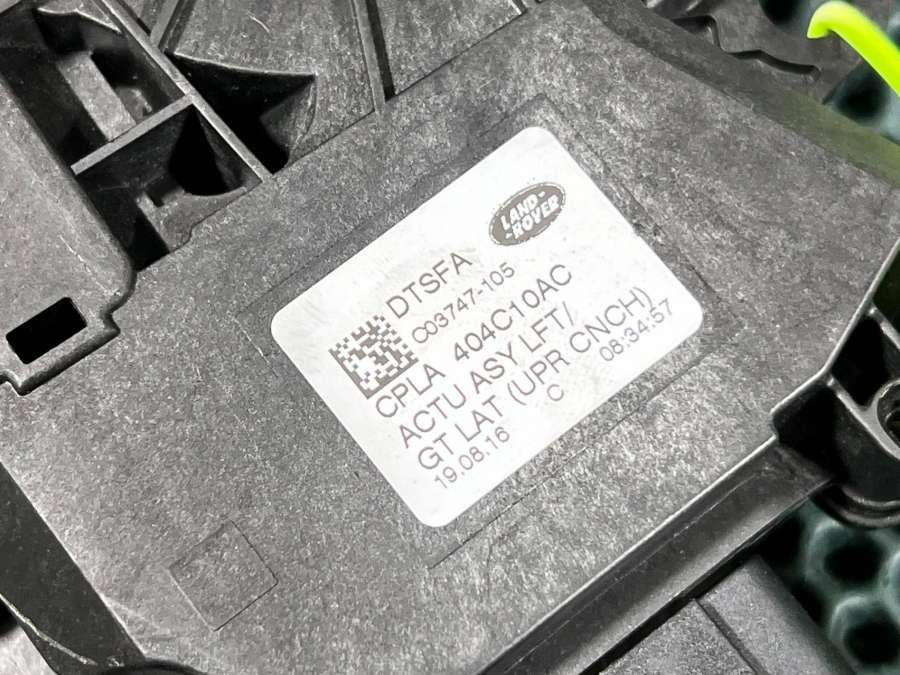 LAND-
-ROVER
DTSFA
C03747-105
CPLA 404C10AC
ACTU ASY LFT/
GT LAT (UPR CNCH)
19.08.16 C 08:34:57